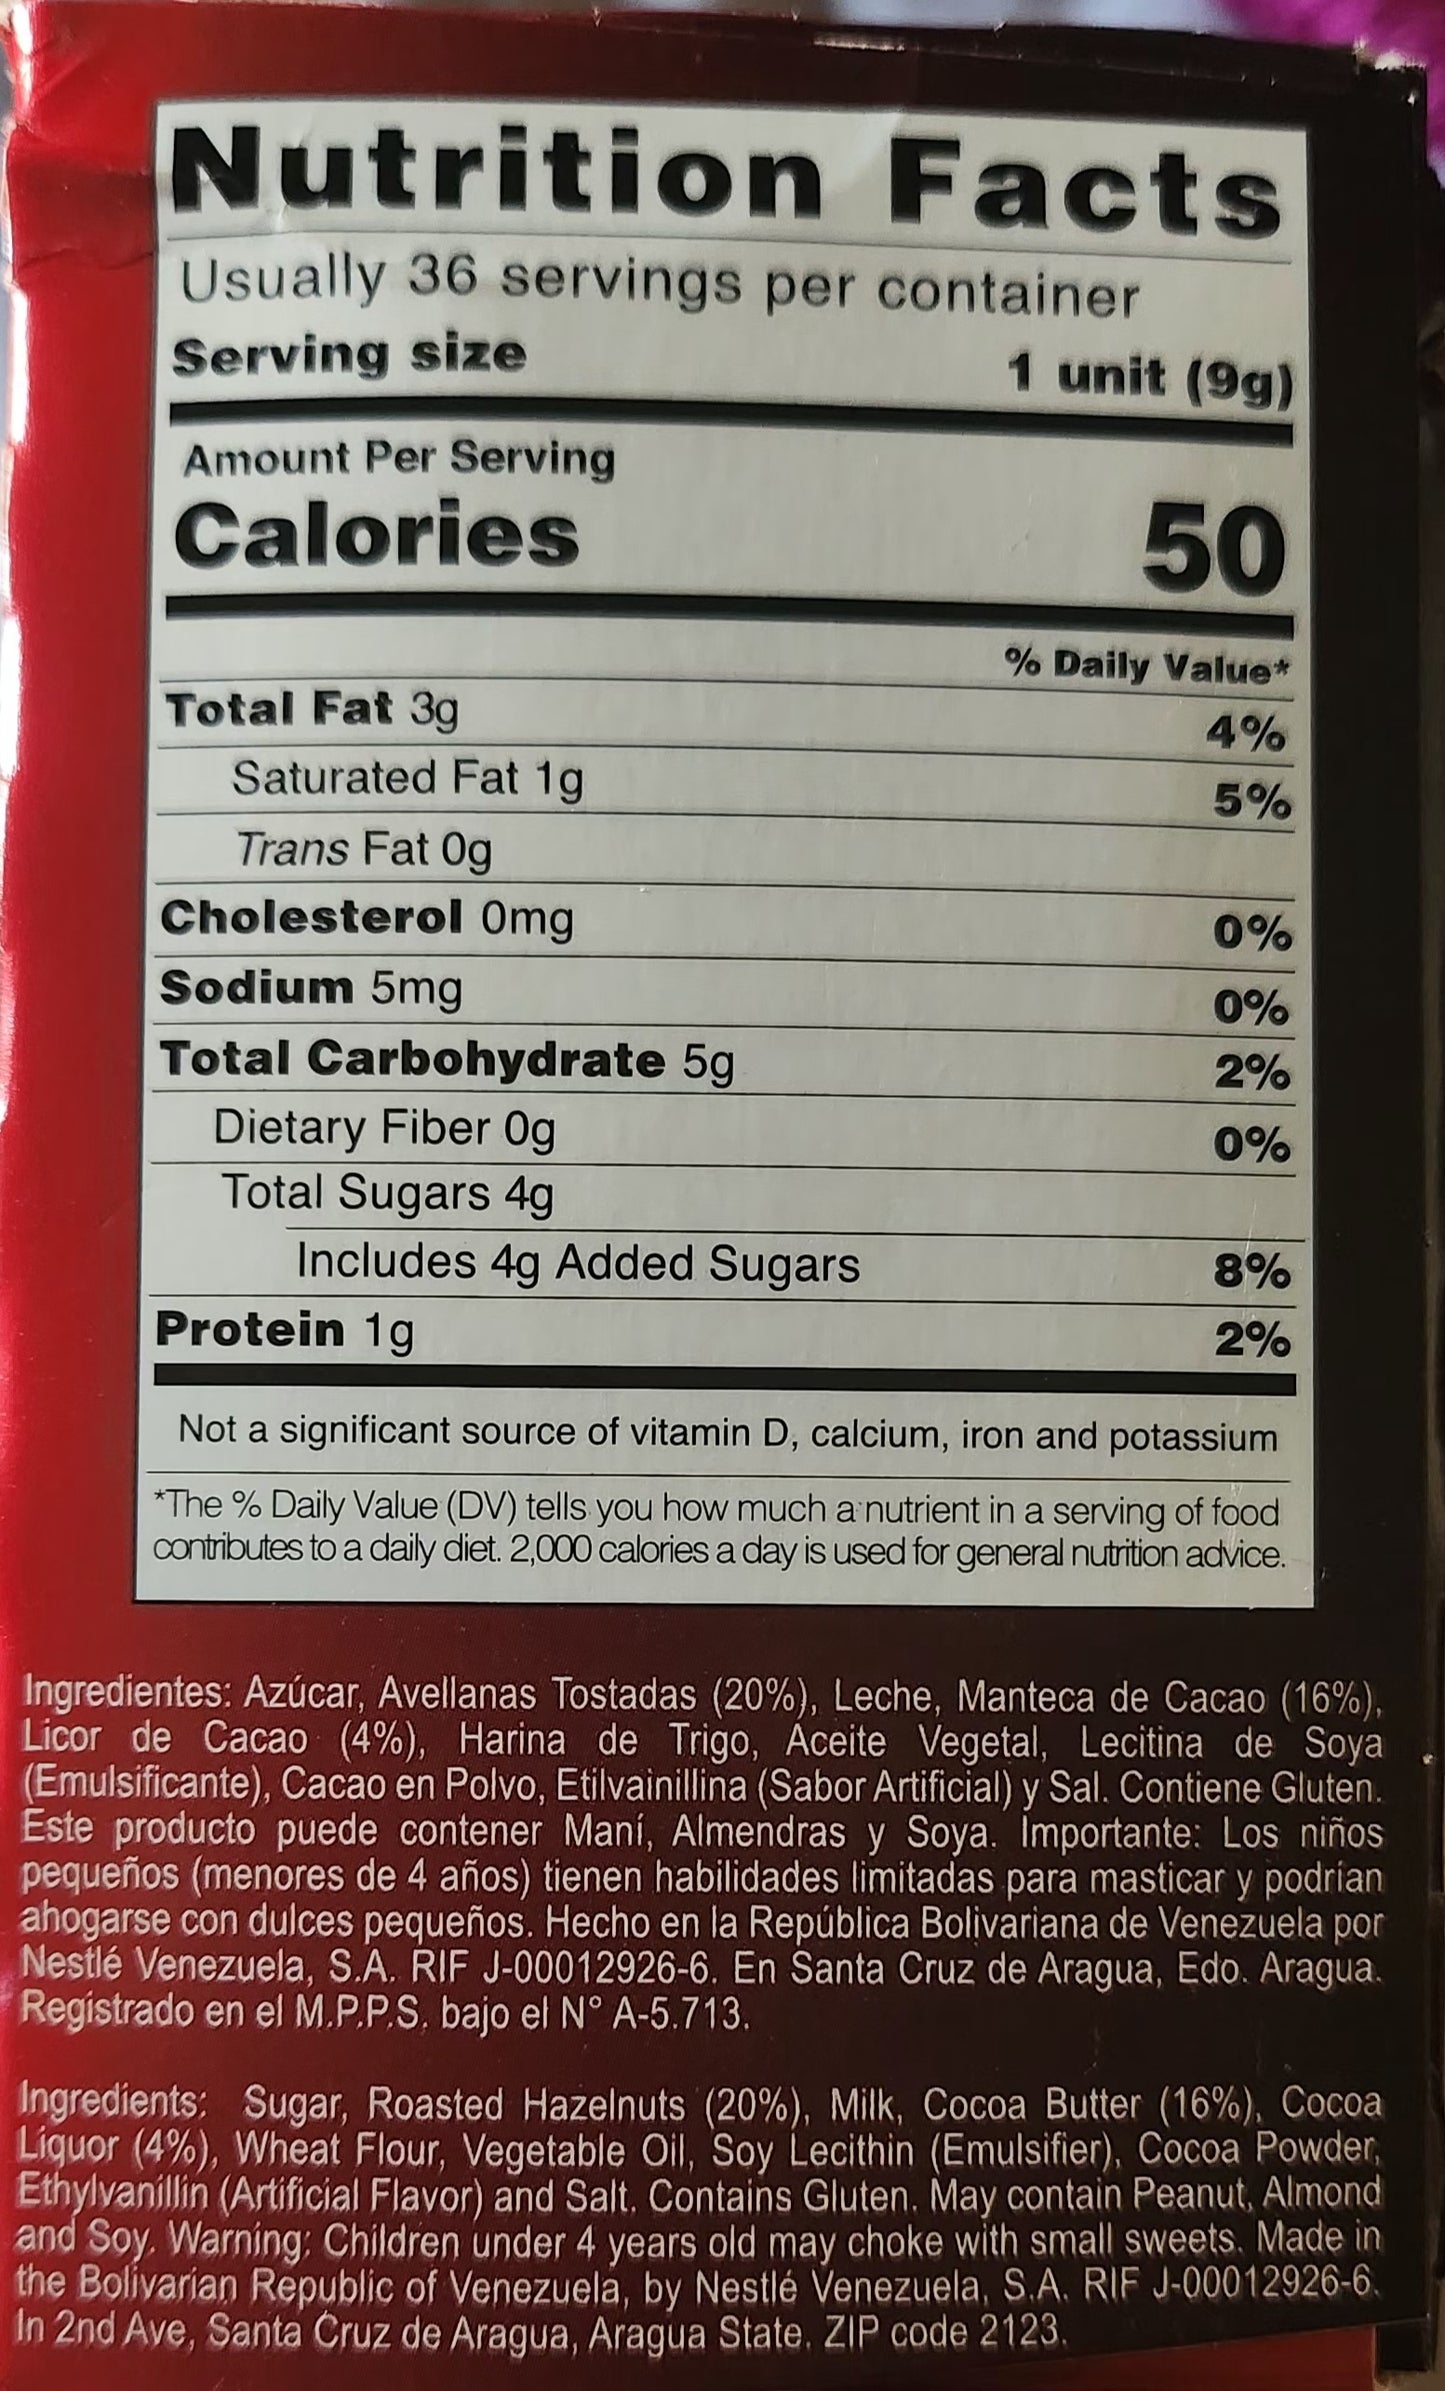 Nutrition Facts
Usually 36 servings per container
Serving size 1 unit (9g)
Amount Per Serving
Calories 50
% Daily Value*
Total Fat 3g 4%
Saturated Fat 1g 5%
Trans Fat 0g
Cholesterol 0mg 0%
Sodium 5mg 0%
Total Carbohydrate 5g 2%
Dietary Fiber 0g 0%
Total Sugars 4g
Includes 4g Added Sugars 8%
Protein 1g 2%
Not a significant source of vitamin D, calcium, iron and potassium
*The % Daily Value (DV) tells you how much a nutrient in a serving of food
contributes to a daily diet. 2,000 calories a day is used for general nutrition advice.
Ingredientes: Azúcar, Avellanas Tostadas (20%), Leche, Manteca de Cacao (16%),
Licor de Cacao (4%), Harina de Trigo, Aceite Vegetal, Lecitina de Soya
(Emulsificante), Cacao en Polvo, Etilvainillina (Sabor Artificial) y Sal. Contiene Gluten.
Este producto puede contener Maní, Almendras y Soya. Importante: Los niños
pequeños (menores de 4 años) tienen habilidades limitadas para masticar y podrían
ahogarse con dulces pequeños. Hecho en la República Bolivariana de Venezuela por
Nestlé Venezuela, S.A. RIF J-00012926-6. En Santa Cruz de Aragua, Edo. Aragua.
Registrado en el M.P.P.S. bajo el N° A-5.713.
Ingredients: Sugar, Roasted Hazelnuts (20%), Milk, Cocoa Butter (16%), Cocoa
Liquor (4%), Wheat Flour, Vegetable Oil, Soy Lecithin (Emulsifier), Cocoa Powder,
Ethylvanillin (Artificial Flavor) and Salt. Contains Gluten. May contain Peanut, Almond
and Soy. Warning: Children under 4 years old may choke with small sweets. Made in
the Bolivarian Republic of Venezuela, by Nestlé Venezuela, S.A. RIF J-00012926-6.
In 2nd Ave, Santa Cruz de Aragua, Aragua State. ZIP code 2123.